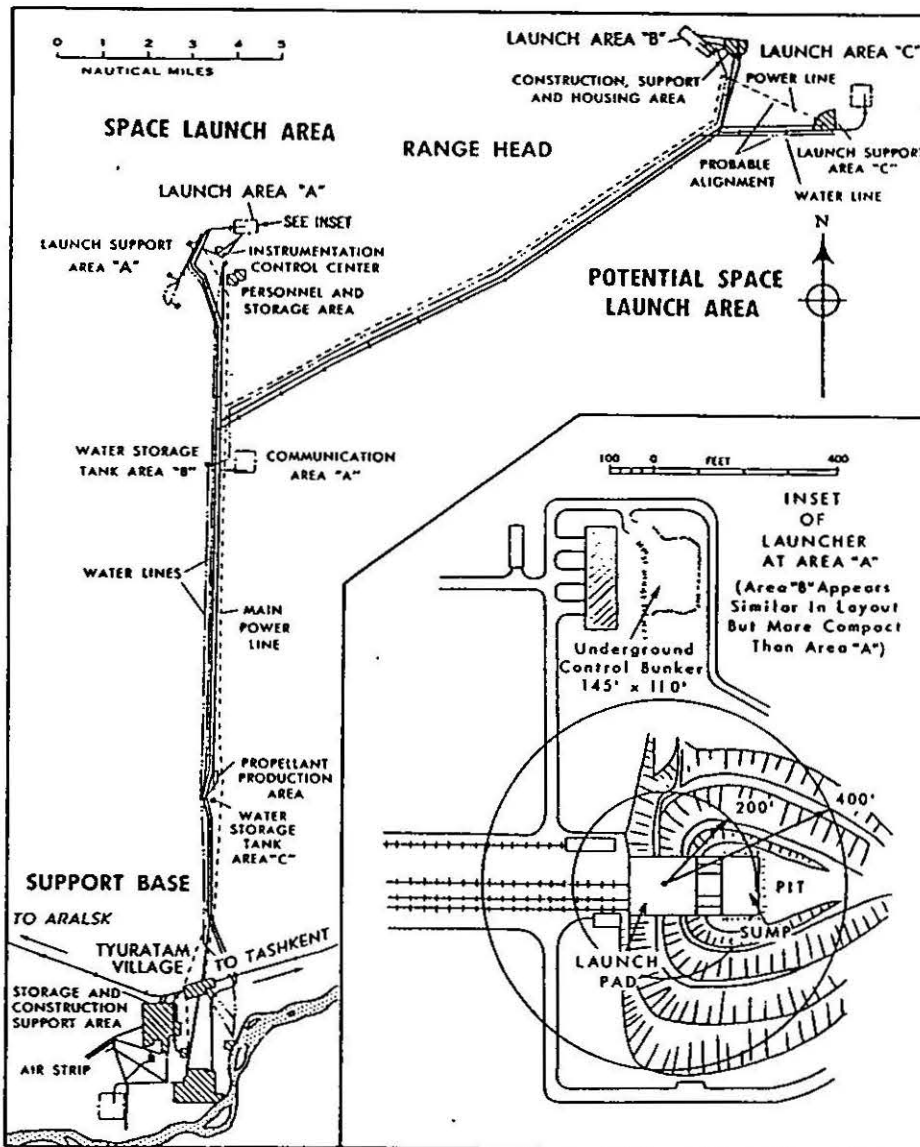 0 1 2 3 4 5
NAUTICAL MILES
LAUNCH AREA "B"
LAUNCH AREA "C"
CONSTRUCTION, SUPPORT
AND HOUSING AREA
POWER LINE
SPACE LAUNCH AREA
RANGE HEAD
PROBABLE
ALIGNMENT
LAUNCH SUPPORT
AREA "C"
WATER LINE
LAUNCH AREA "A"
SEE INSET
LAUNCH SUPPORT
AREA "A"
INSTRUMENTATION
CONTROL CENTER
PERSONNEL AND
STORAGE AREA
N
POTENTIAL SPACE
LAUNCH AREA
WATER STORAGE
TANK AREA "B"
COMMUNICATION
AREA "A"
WATER LINES
MAIN
POWER
LINE
PROPELLANT
PRODUCTION
AREA
WATER
STORAGE
TANK
AREA "C"
SUPPORT BASE
TO ARALSK
TYURATAM
VILLAGE
TO TASHKENT
STORAGE AND
CONSTRUCTION
SUPPORT AREA
AIR STRIP
100 0 FEET 400
INSET
OF
LAUNCHER
AT AREA "A"
(Area "B" Appears
Similar In Layout
But More Compact
Than Area "A")
Underground
Control Bunker
145' x 110'
200'
400'
PIT
SUMP
LAUNCH
PAD